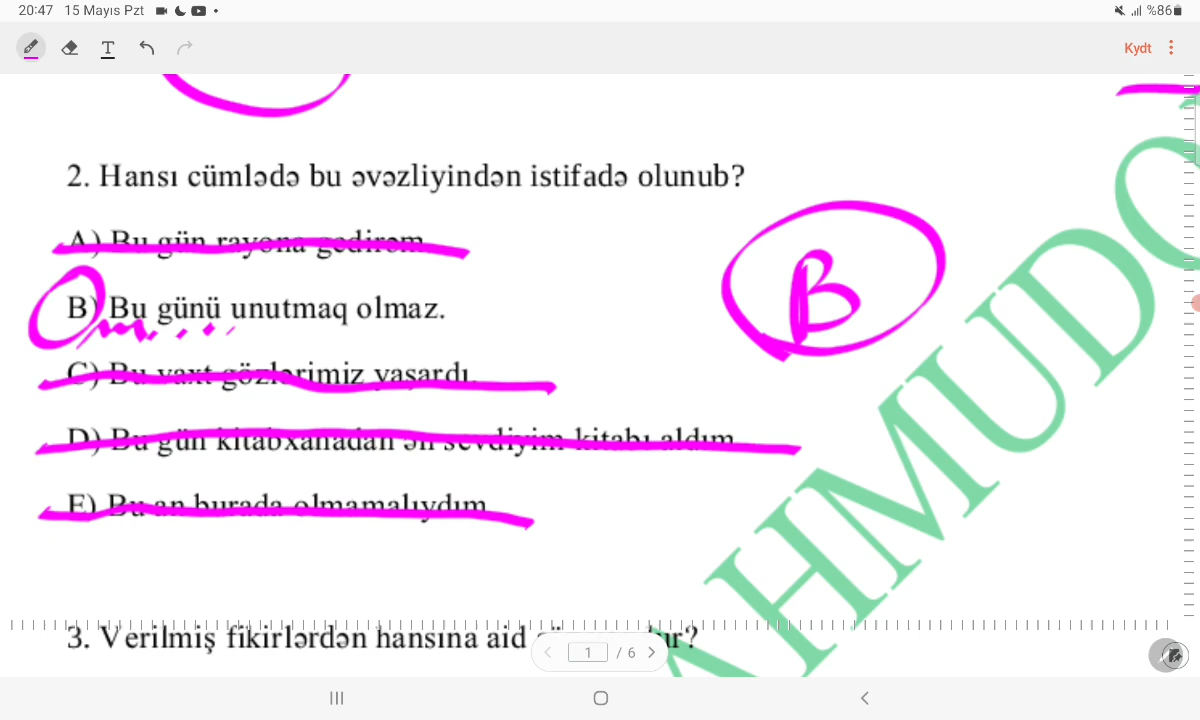 20:47 15 Mayıs Pzt %86
T
Kydt
2. Hansı cümlədə bu əvəzliyindən istifadə olunub?
A) Bu gün rayona gedirəm
B) Bu günü unutmaq olmaz.
B
C) Bu vaxt gözlərimiz yaşardı.
D) Bu gün kitabxanadan ən sevdiyim kitabı aldım
E) Bu an burada olmamalıydım
3. Verilmiş fikirlərdən hansına aid
1 / 6
AHMUDO